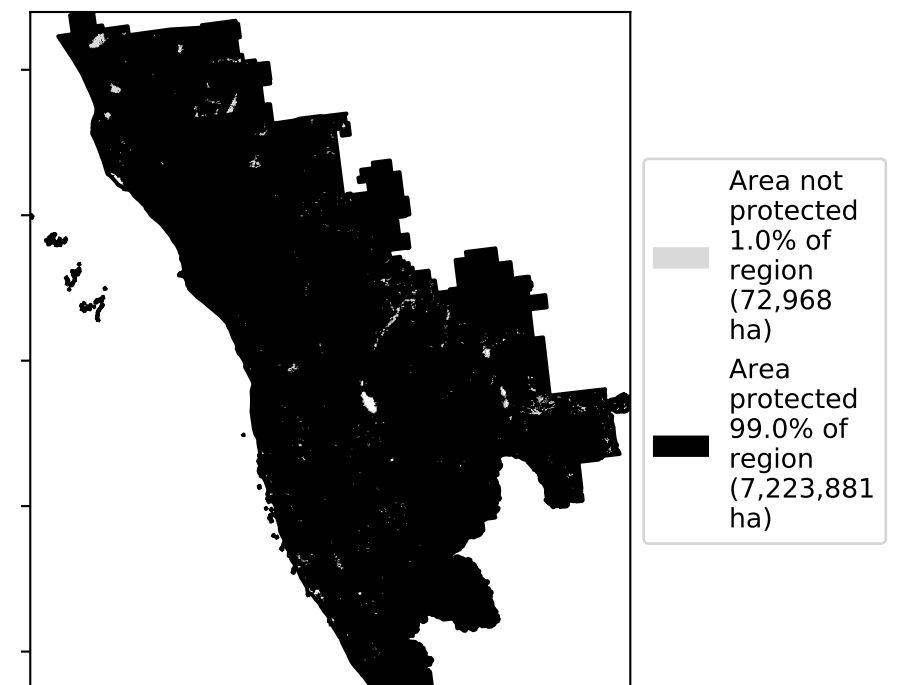 Area not
protected
1.0% of
region
(72,968
ha)
Area
protected
99.0% of
region
(7,223,881
ha)